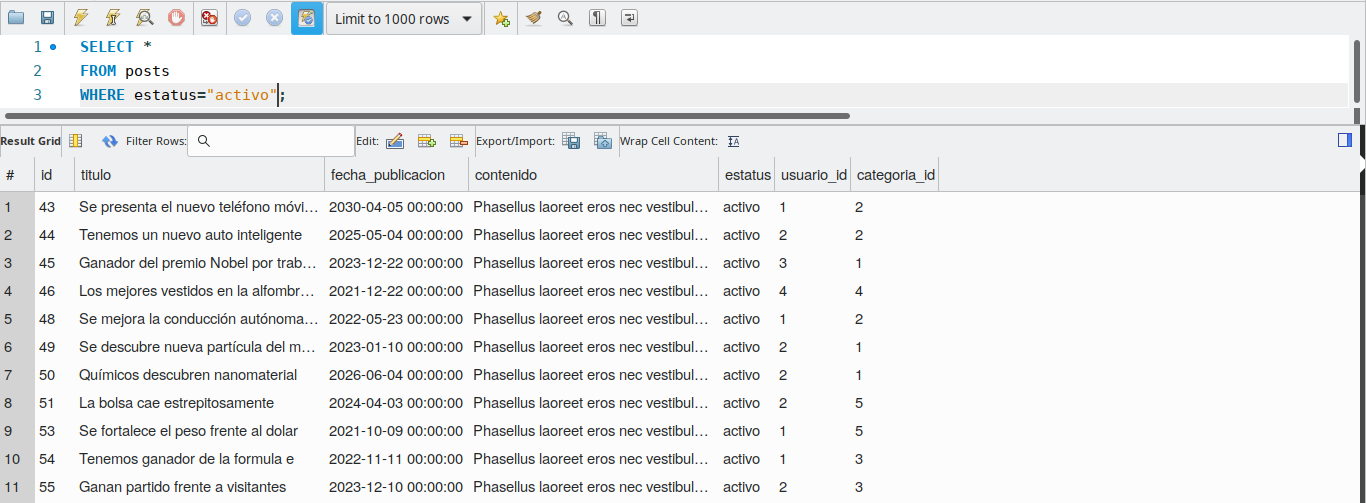 Limit to 1000 rows
1 SELECT *
2 FROM posts
3 WHERE estatus="activo";
Result Grid Filter Rows: Edit: Export/Import: Wrap Cell Content:
# id titulo fecha_publicacion contenido estatus usuario_id categoria_id
1 43 Se presenta el nuevo teléfono móvi... 2030-04-05 00:00:00 Phasellus laoreet eros nec vestibul... activo 1 2
2 44 Tenemos un nuevo auto inteligente 2025-05-04 00:00:00 Phasellus laoreet eros nec vestibul... activo 2 2
3 45 Ganador del premio Nobel por trab... 2023-12-22 00:00:00 Phasellus laoreet eros nec vestibul... activo 3 1
4 46 Los mejores vestidos en la alfombr... 2021-12-22 00:00:00 Phasellus laoreet eros nec vestibul... activo 4 4
5 48 Se mejora la conducción autónoma... 2022-05-23 00:00:00 Phasellus laoreet eros nec vestibul... activo 1 2
6 49 Se descubre nueva partícula del m... 2023-01-10 00:00:00 Phasellus laoreet eros nec vestibul... activo 2 1
7 50 Químicos descubren nanomaterial 2026-06-04 00:00:00 Phasellus laoreet eros nec vestibul... activo 2 1
8 51 La bolsa cae estrepitosamente 2024-04-03 00:00:00 Phasellus laoreet eros nec vestibul... activo 2 5
9 53 Se fortalece el peso frente al dolar 2021-10-09 00:00:00 Phasellus laoreet eros nec vestibul... activo 1 5
10 54 Tenemos ganador de la formula e 2022-11-11 00:00:00 Phasellus laoreet eros nec vestibul... activo 1 3
11 55 Ganan partido frente a visitantes 2023-12-10 00:00:00 Phasellus laoreet eros nec vestibul... activo 2 3